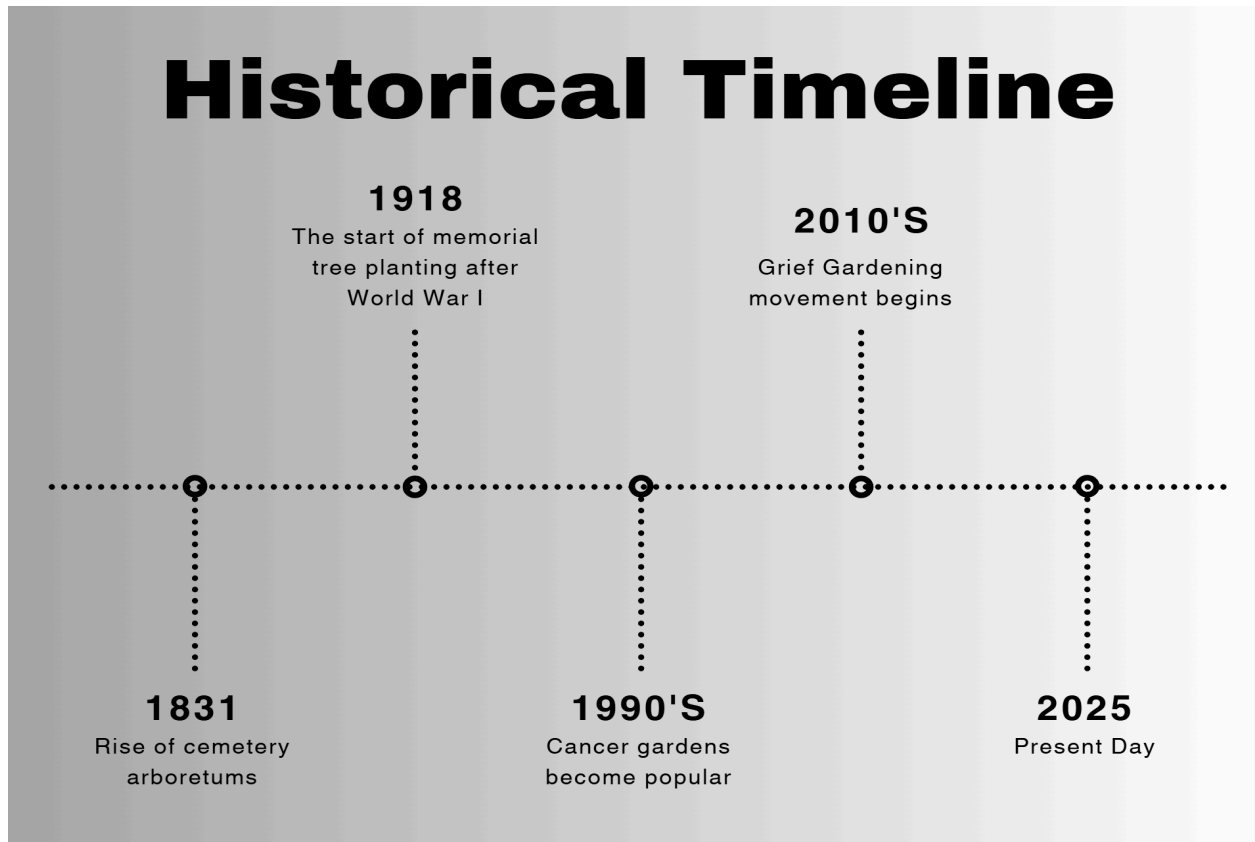 Historical Timeline
1918
The start of memorial
tree planting after
World War I
2010'S
Grief Gardening
movement begins
1831
Rise of cemetery
arboretums
1990'S
Cancer gardens
become popular
2025
Present Day